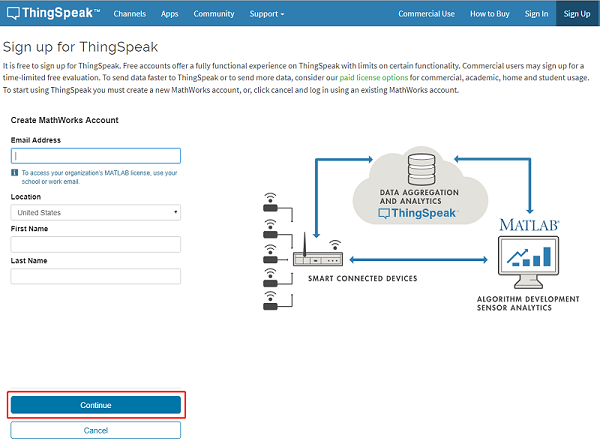 ThingSpeak™ Channels Apps Community Support Commercial Use How to Buy Sign In Sign Up
Sign up for ThingSpeak
It is free to sign up for ThingSpeak. Free accounts offer a fully functional experience on ThingSpeak with limits on certain functionality. Commercial users may sign up for a
time-limited free evaluation. To send data faster to ThingSpeak or to send more data, consider our paid license options for commercial, academic, home and student usage.
To start using ThingSpeak you must create a new MathWorks account, or, click cancel and log in using an existing MathWorks account.
Create MathWorks Account
Email Address
To access your organization's MATLAB license, use your
school or work email.
Location
United States
First Name
Last Name
DATA AGGREGATION
AND ANALYTICS
ThingSpeak™
SMART CONNECTED DEVICES
MATLAB®
ALGORITHM DEVELOPMENT
SENSOR ANALYTICS
Continue
Cancel